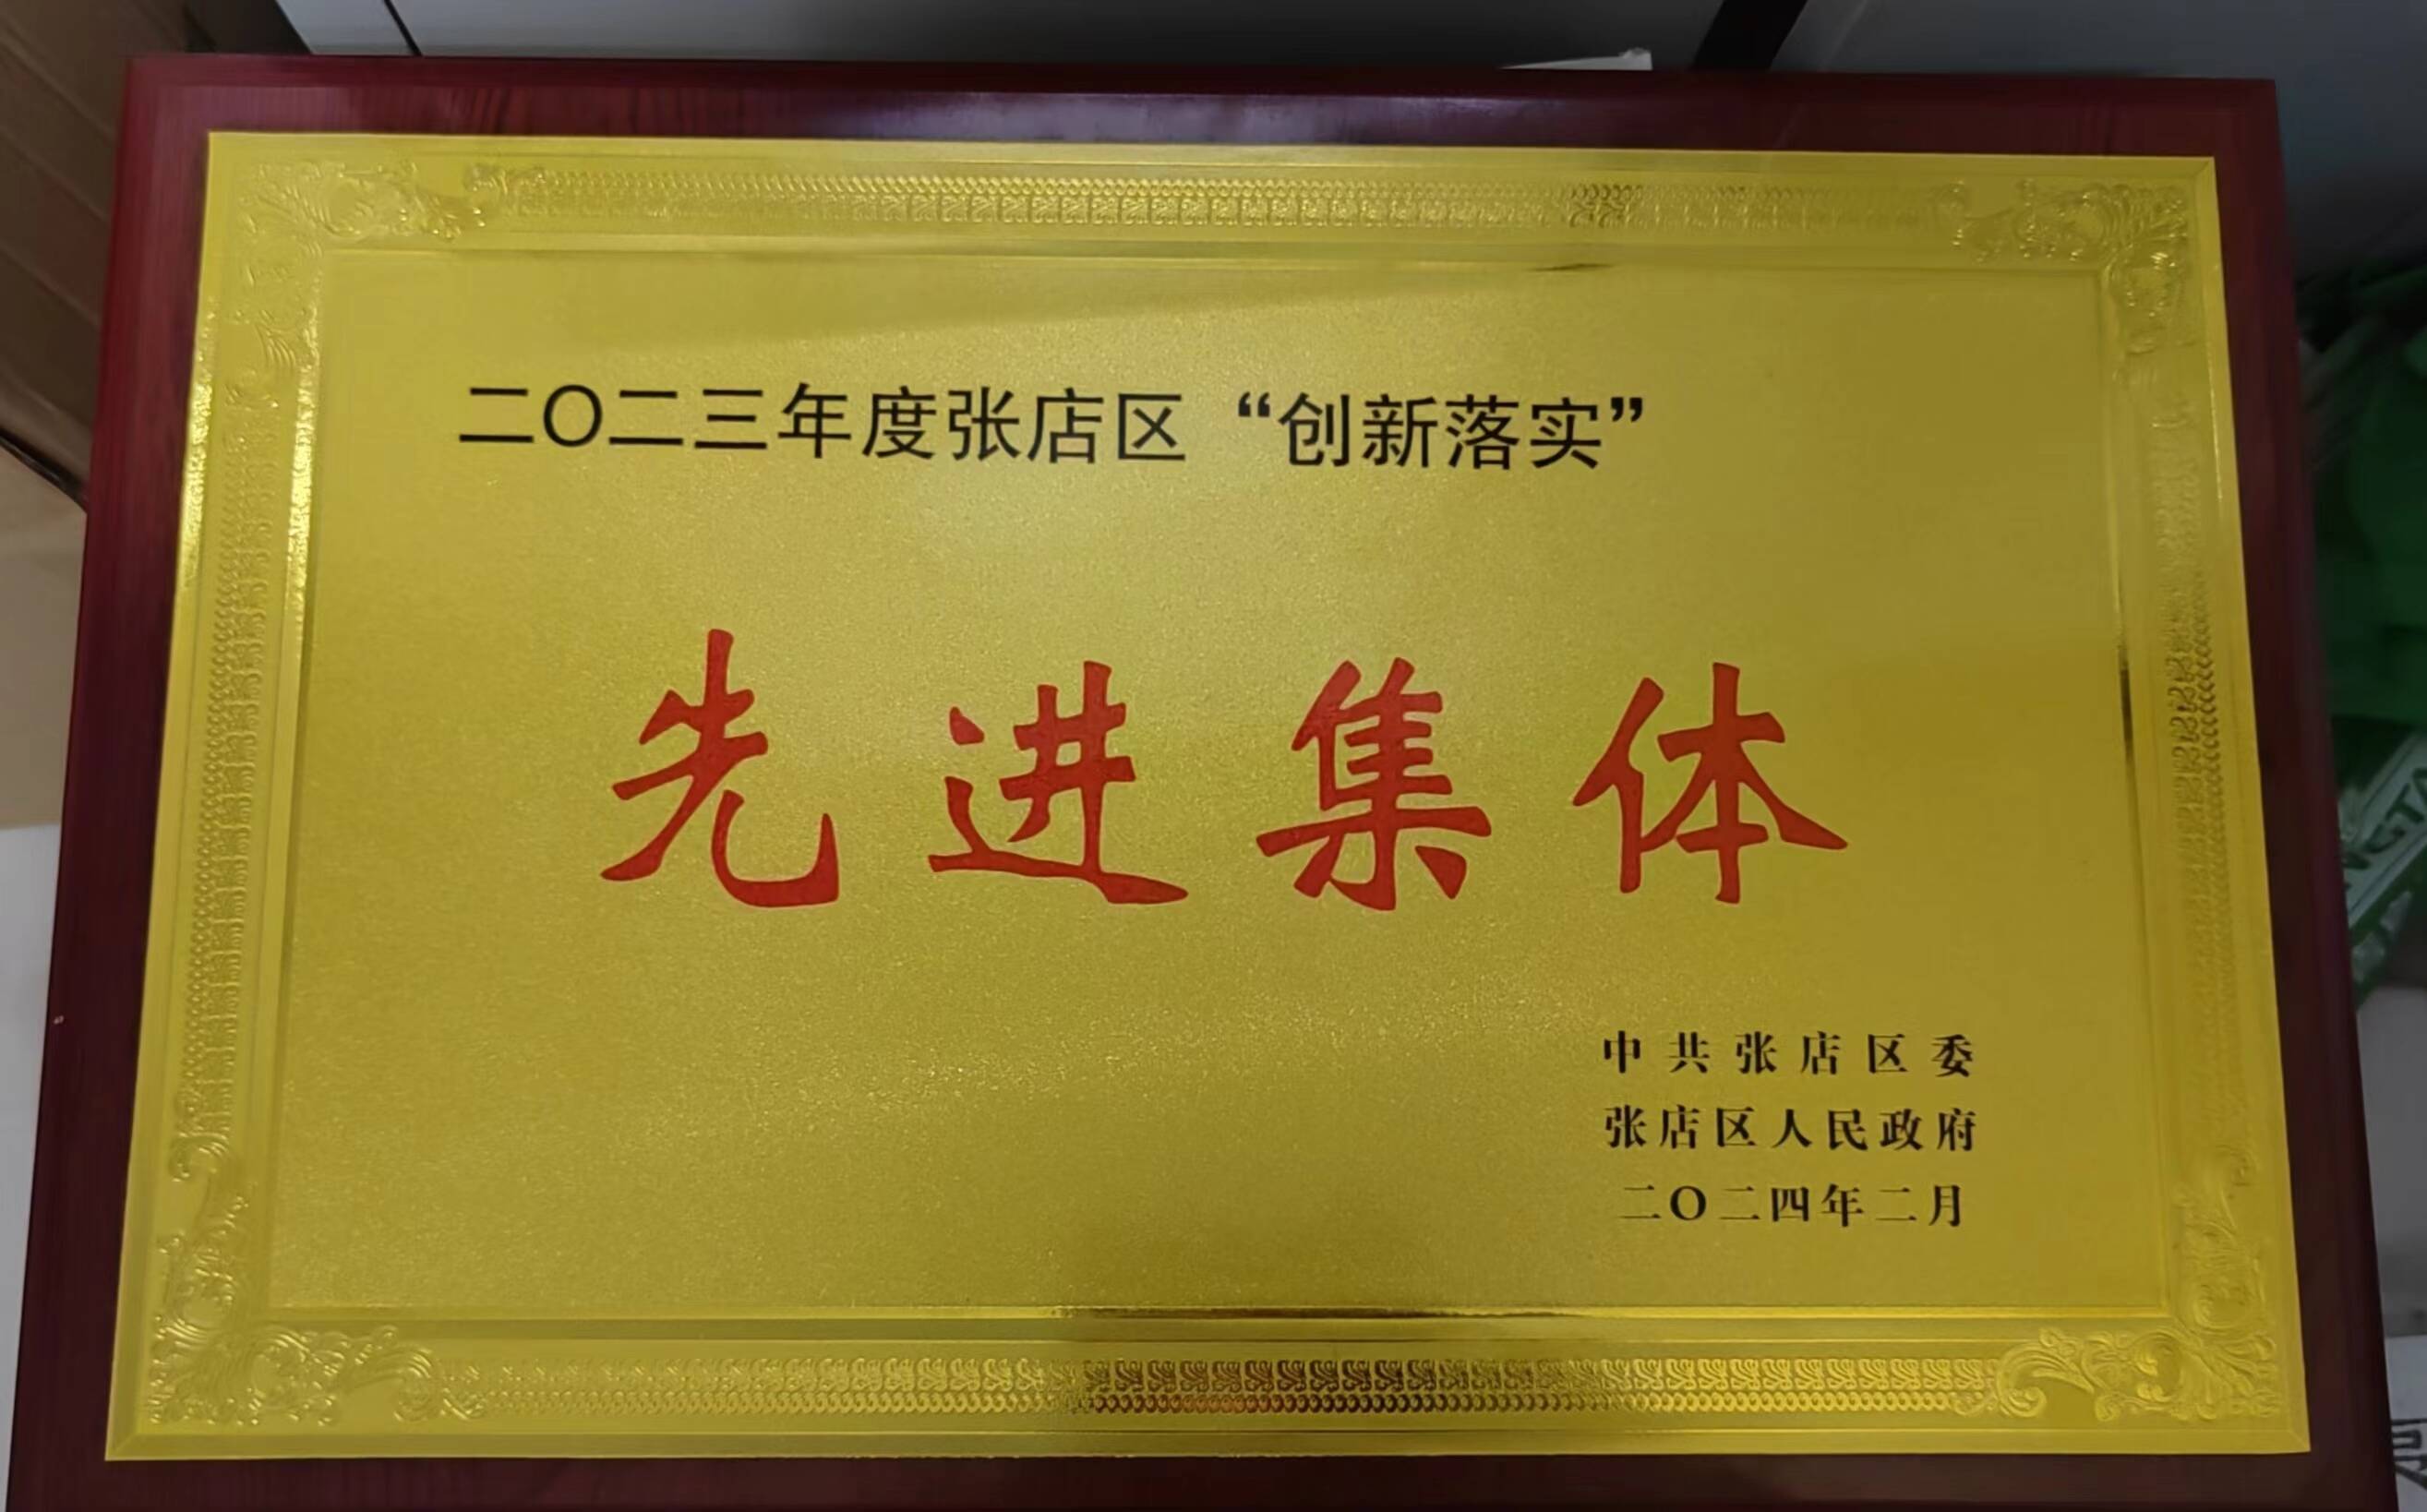 二〇二三年度张店区“创新落实”
先进集体
中共张店区委
张店区人民政府
二〇二四年二月